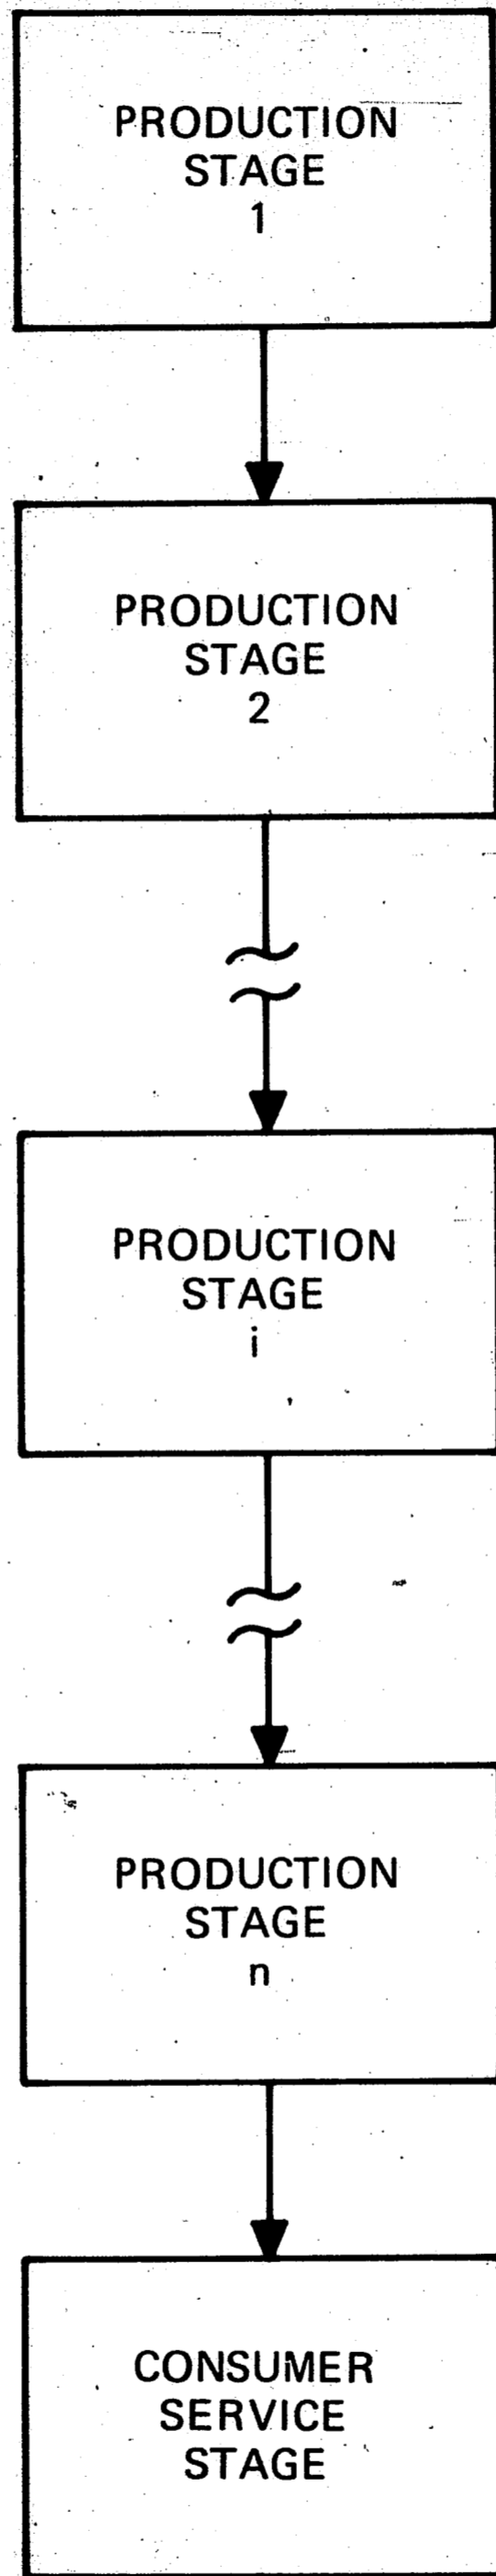 PRODUCTION
STAGE
1
PRODUCTION
STAGE
2
PRODUCTION
STAGE
i
PRODUCTION
STAGE
n
CONSUMER
SERVICE
STAGE